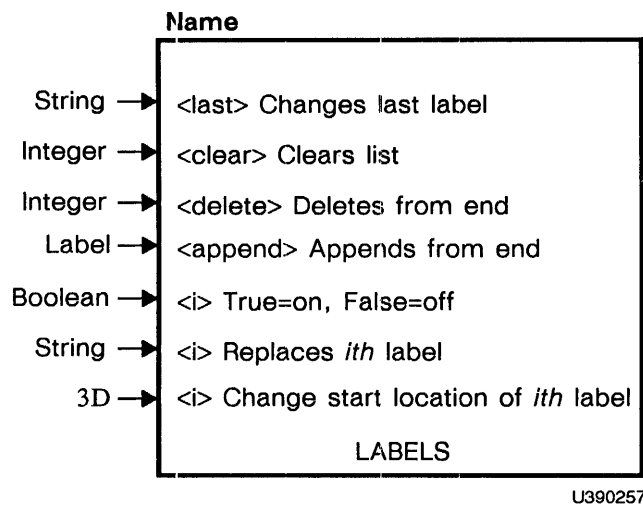 Name
String <last> Changes last label
Integer <clear> Clears list
Integer <delete> Deletes from end
Label <append> Appends from end
Boolean <i> True=on, False=off
String <i> Replaces ith label
3D <i> Change start location of ith label
LABELS
U390257